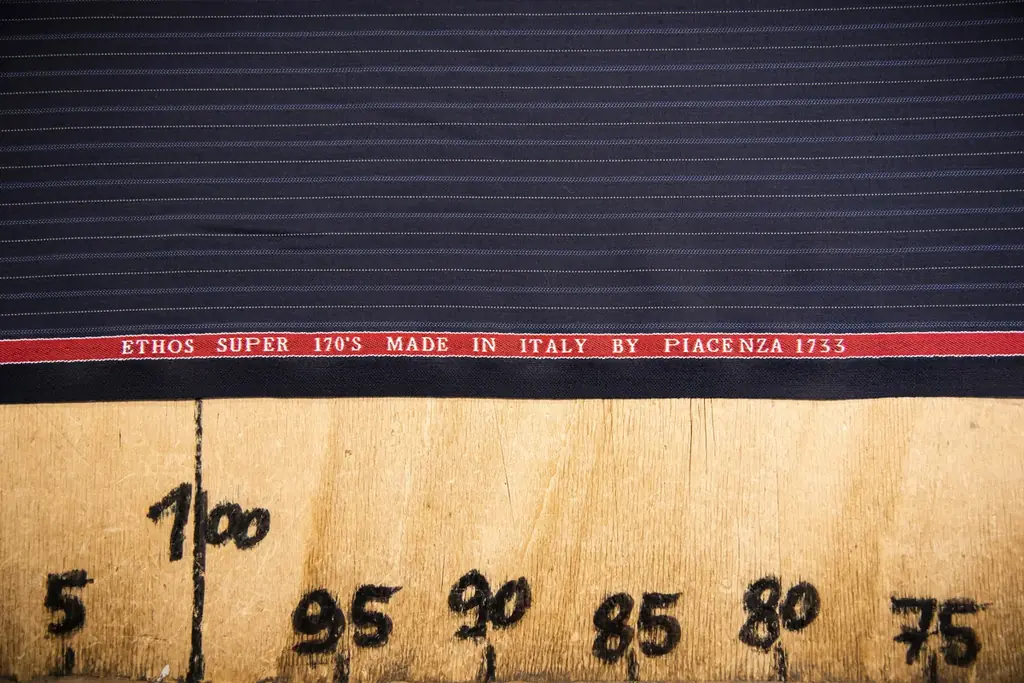 ETHOS SUPER 170'S MADE IN ITALY BY PIACENZA 1733
100
5 95 90 85 80 75